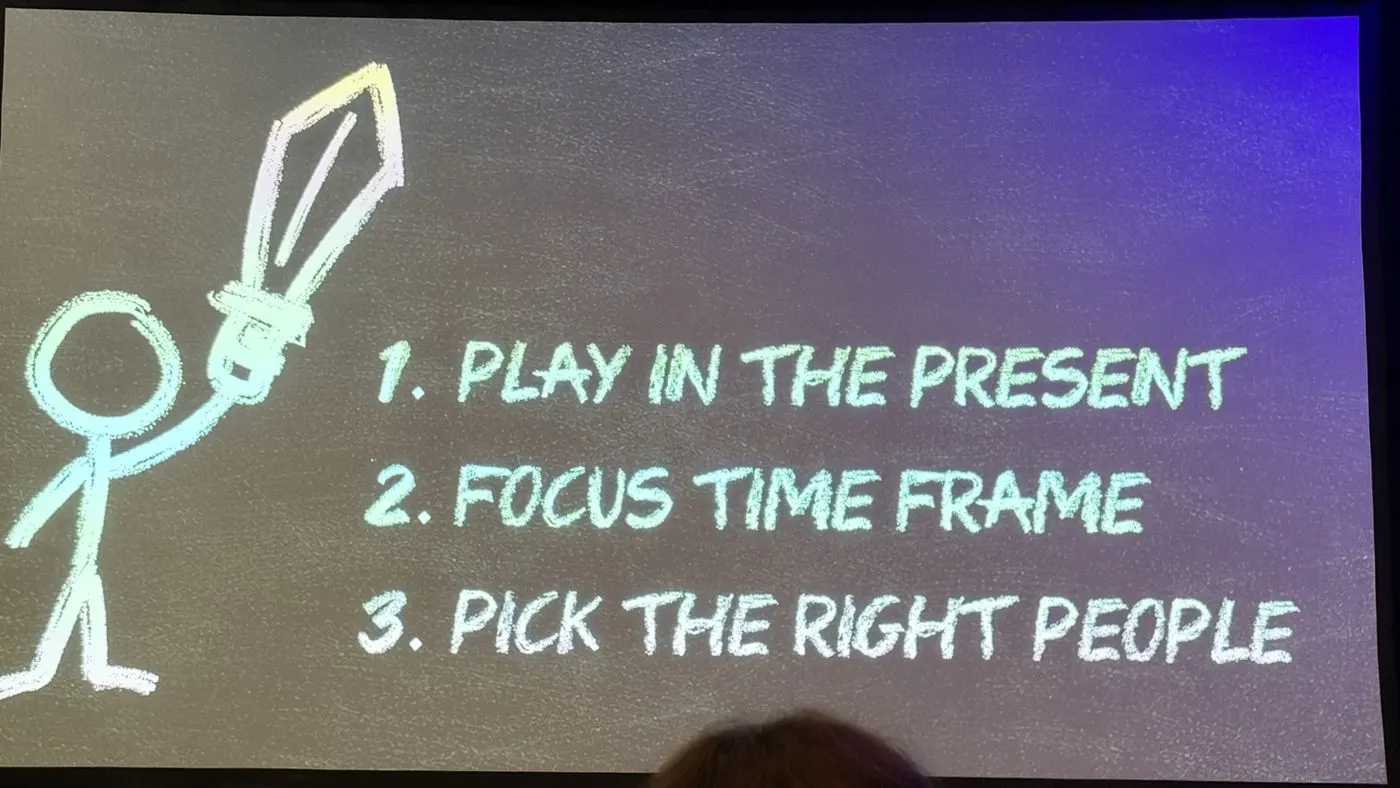 1. PLAY IN THE PRESENT
2. FOCUS TIME FRAME
3. PICK THE RIGHT PEOPLE